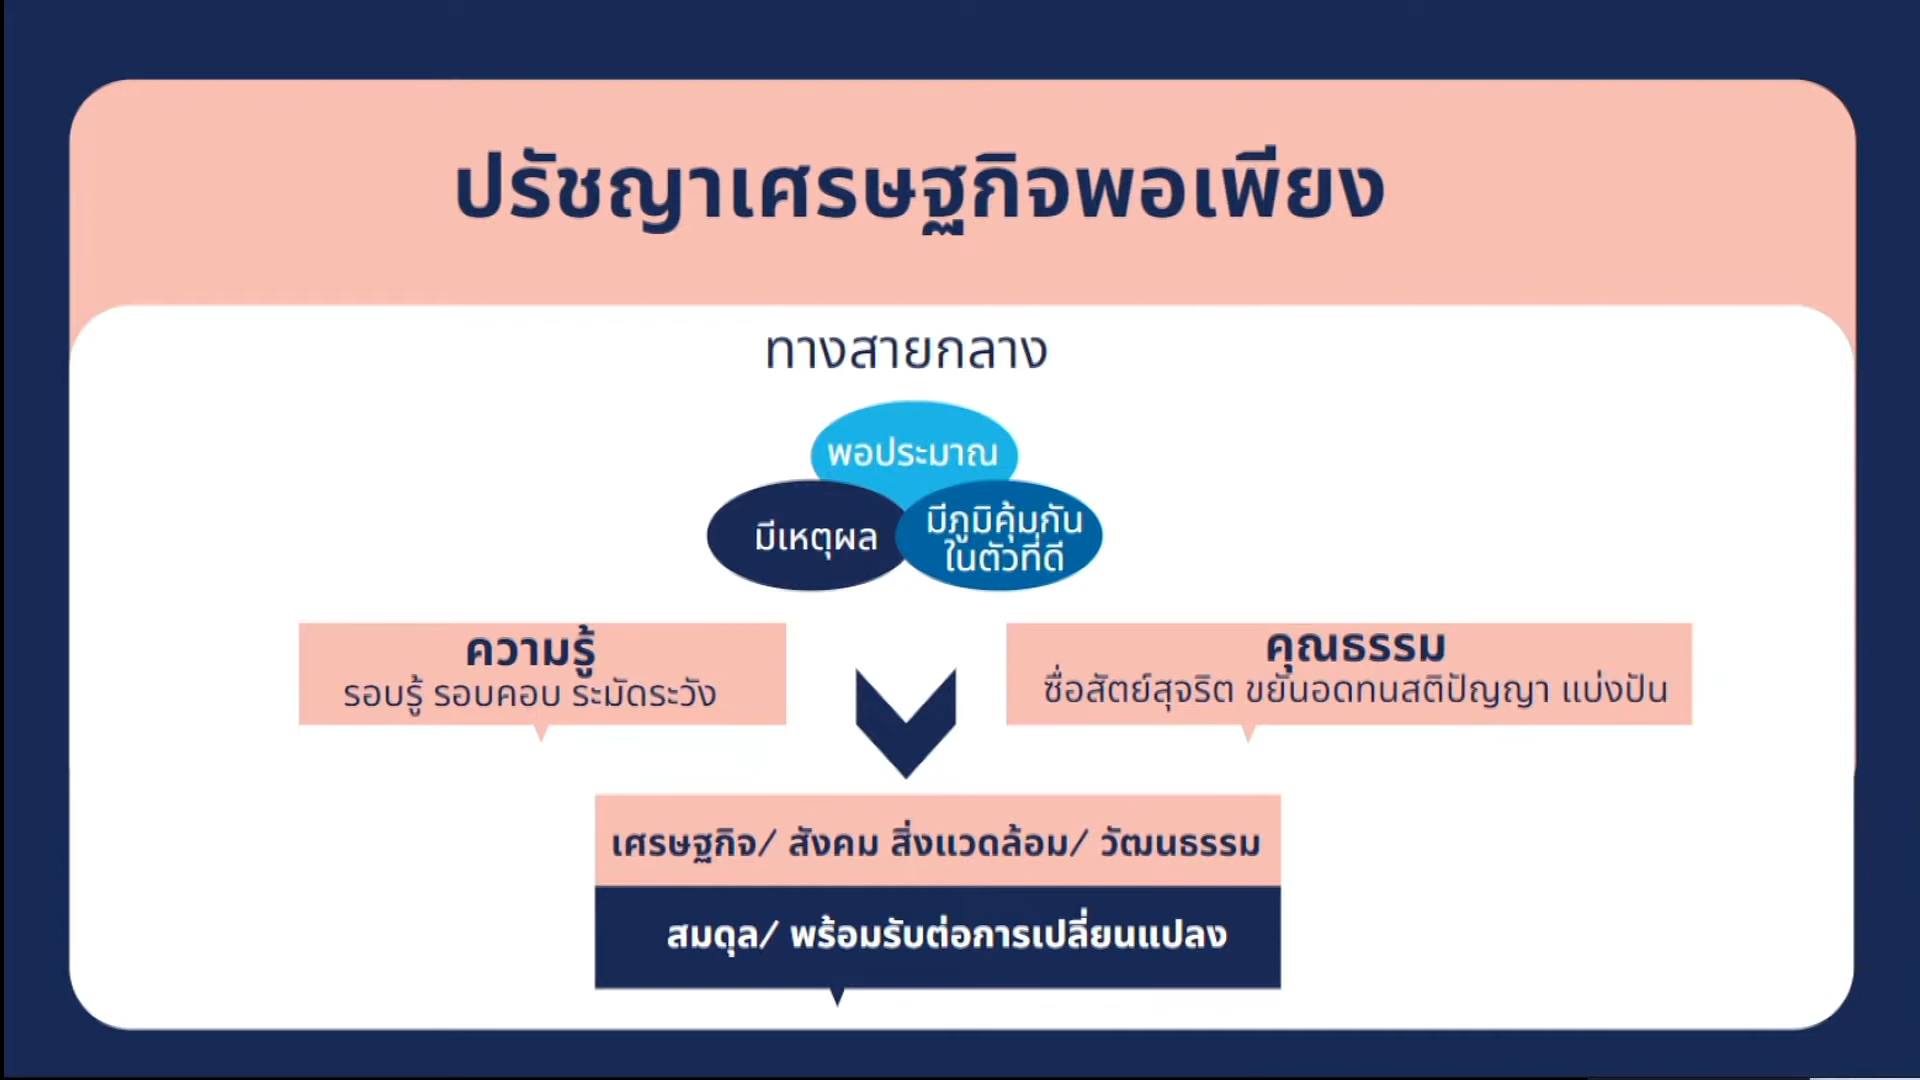 ปรัชญาเศรษฐกิจพอเพียง
ทางสายกลาง
พอประมาณ
มีเหตุผล
มีภูมิคุ้มกัน
ในตัวที่ดี
ความรู้
รอบรู้ รอบคอบ ระมัดระวัง
คุณธรรม
ซื่อสัตย์สุจริต ขยันอดทนสติปัญญา แบ่งปัน
เศรษฐกิจ/ สังคม สิ่งแวดล้อม/ วัฒนธรรม
สมดุล/ พร้อมรับต่อการเปลี่ยนแปลง